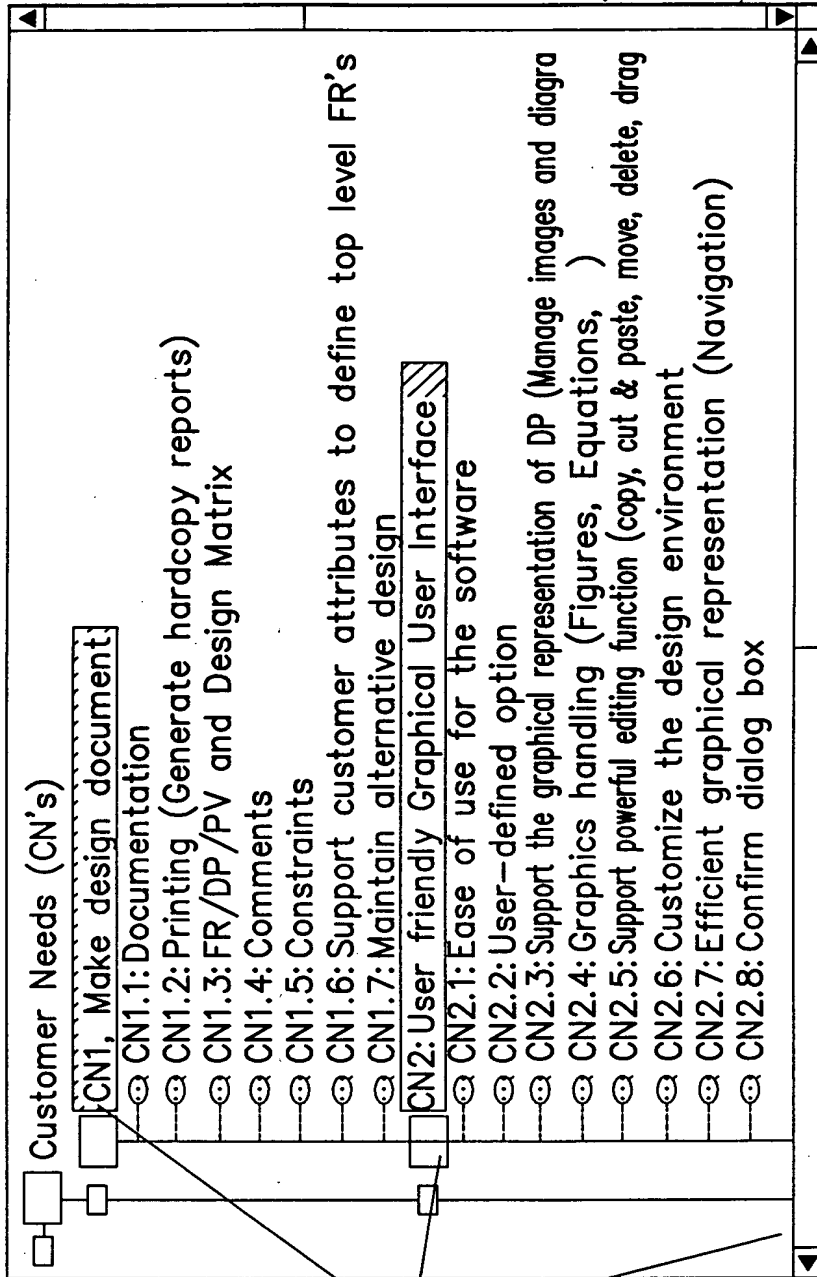 Customer Needs (CN's)
CN1, Make design document
CN1.1: Documentation
CN1.2: Printing (Generate hardcopy reports)
CN1.3: FR/DP/PV and Design Matrix
CN1.4: Comments
CN1.5: Constraints
CN1.6: Support customer attributes to define top level FR's
CN1.7: Maintain alternative design
CN2: User friendly Graphical User Interface
CN2.1: Ease of use for the software
CN2.2: User-defined option
CN2.3: Support the graphical representation of DP (Manage images and diagra
CN2.4: Graphics handling (Figures, Equations, )
CN2.5: Support powerful editing function (copy, cut & paste, move, delete, drag
CN2.6: Customize the design environment
CN2.7: Efficient graphical representation (Navigation)
CN2.8: Confirm dialog box